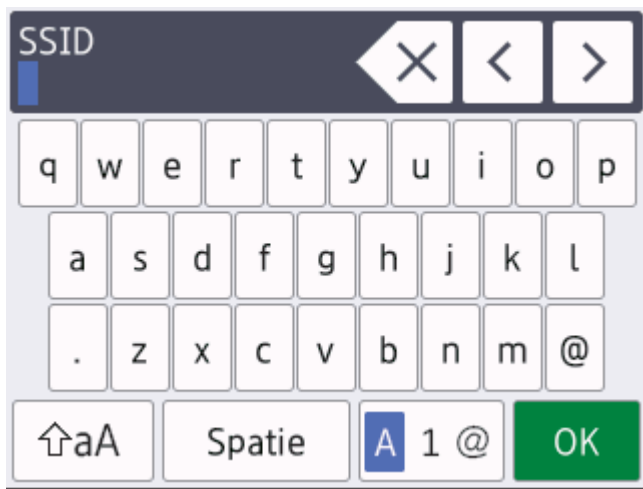 SSID
q w e r t y u i o p
a s d f g h j k l
. z x c v b n m @
aA Spatie A 1 @ OK